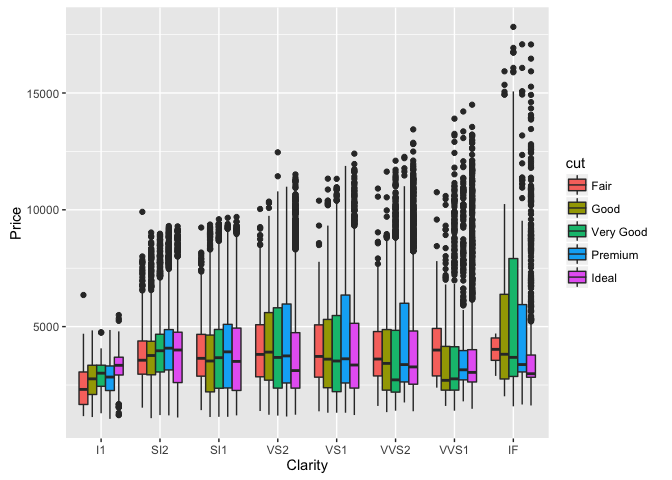 15000
10000
5000
Price
I1 SI2 SI1 VS2 VS1 VVS2 VVS1 IF
Clarity
cut
Fair
Good
Very Good
Premium
Ideal